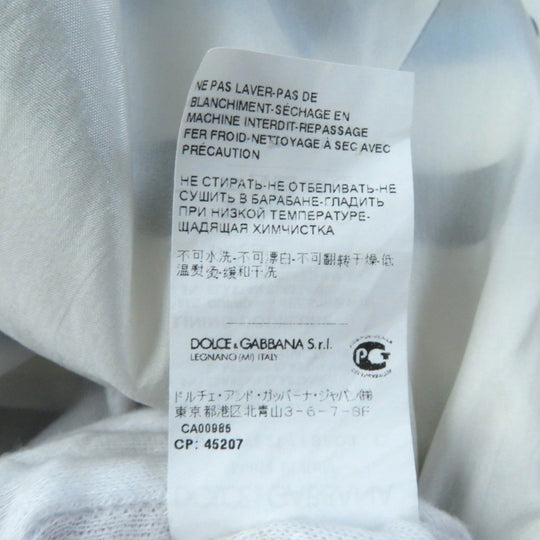 NE PAS LAVER-PAS DE
BLANCHIMENT-SÉCHAGE EN
MACHINE INTERDIT-REPASSAGE
FER FROID-NETTOYAGE À SEC AVEC
PRÉCAUTION
НЕ СТИРАТЬ-НЕ ОТБЕЛИВАТЬ-НЕ
СУШИТЬ В БАРАБАНЕ-ГЛАДИТЬ
ПРИ НИЗКОЙ ТЕМПЕРАТУРЕ-
ЩАДЯЩАЯ ХИМЧИСТКА
不可水洗-不可漂白-不可翻转干燥-低
温熨烫-缓和干洗
DOLCE & GABBANA S.r.l.
LEGNANO (MI) ITALY
ドルチェ・アンド・ガッバーナ・ジャパン(株)
東京都港区北青山3-6-7-8F
CA00985
CP: 45207